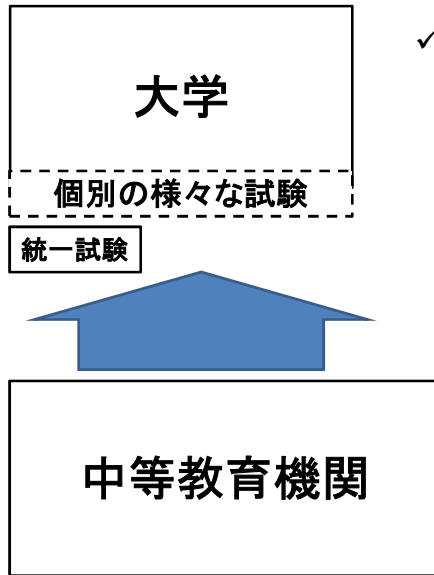 ✓
大学
個別の様々な試験
統一試験
中等教育機関